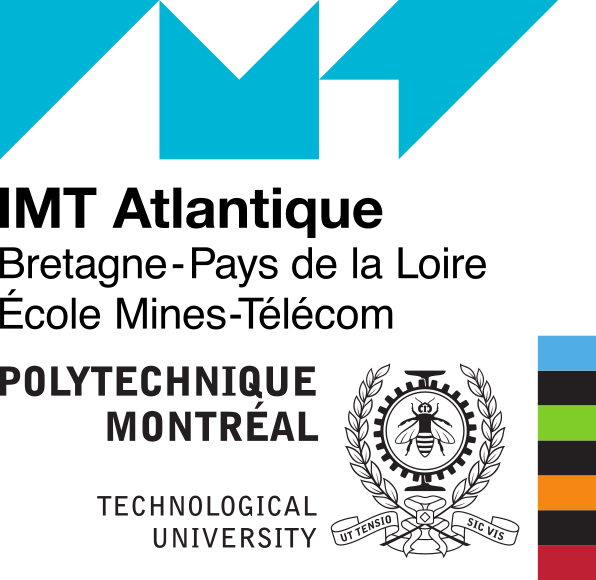 IMT Atlantique
Bretagne-Pays de la Loire
École Mines-Télécom
POLYTECHNIQUE
MONTRÉAL
TECHNOLOGICAL
UNIVERSITY
UT TENSIO SIC VIS